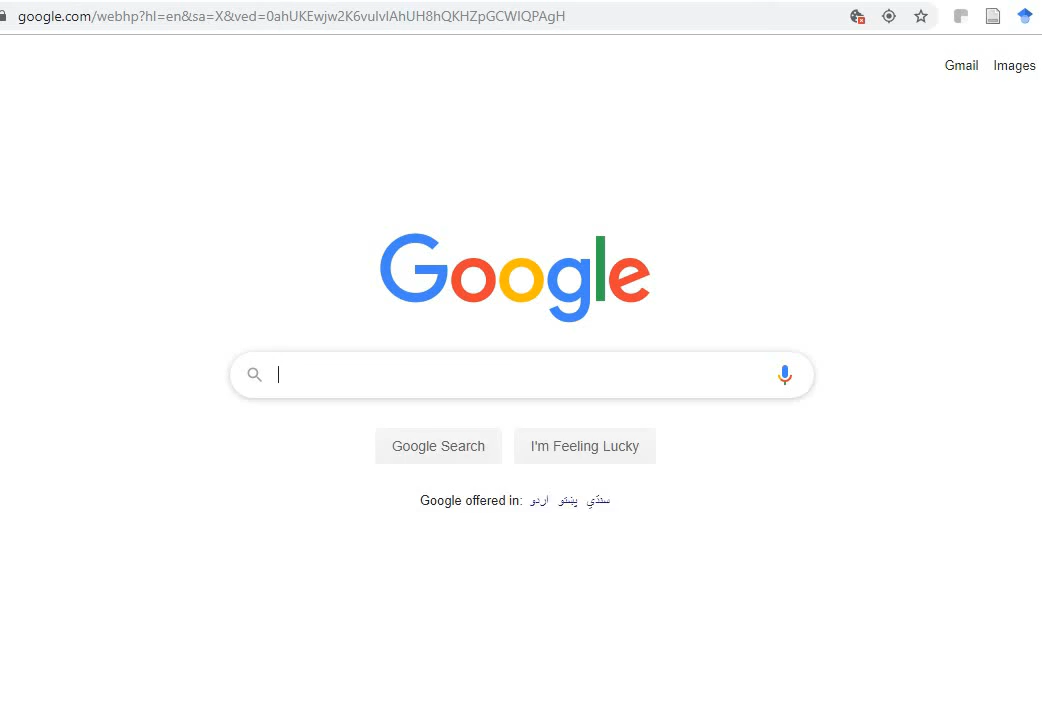 google.com/webhp?hl=en&sa=X&ved=0ahUKEwjw2K6vulvlAhUH8hQKHZpGCWIQPAgH
Gmail Images
Google
Google Search I'm Feeling Lucky
Google offered in: اردو پښتو سنڌي